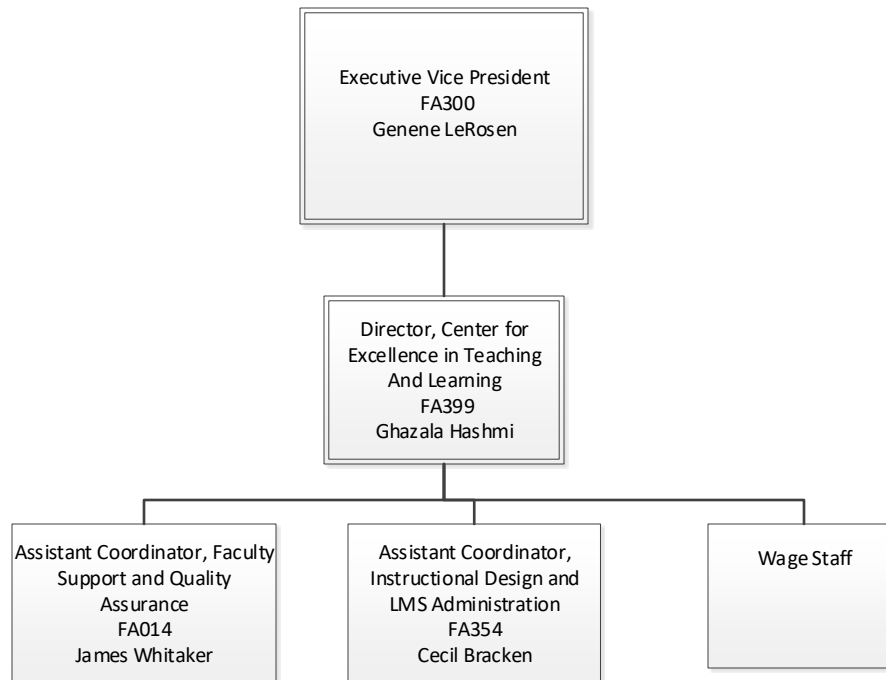 Executive Vice President
FA300
Genene LeRosen
Director, Center for
Excellence in Teaching
And Learning
FA399
Ghazala Hashmi
Assistant Coordinator, Faculty
Support and Quality
Assurance
FA014
James Whitaker
Assistant Coordinator,
Instructional Design and
LMS Administration
FA354
Cecil Bracken
Wage Staff